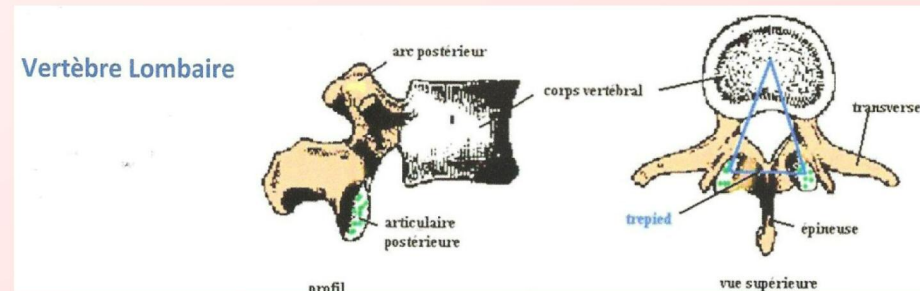 Vertèbre Lombaire
arc postérieur
corps vertébral
transverse
trepied
articulaire
postérieure
épineuse
profil
vue supérieure